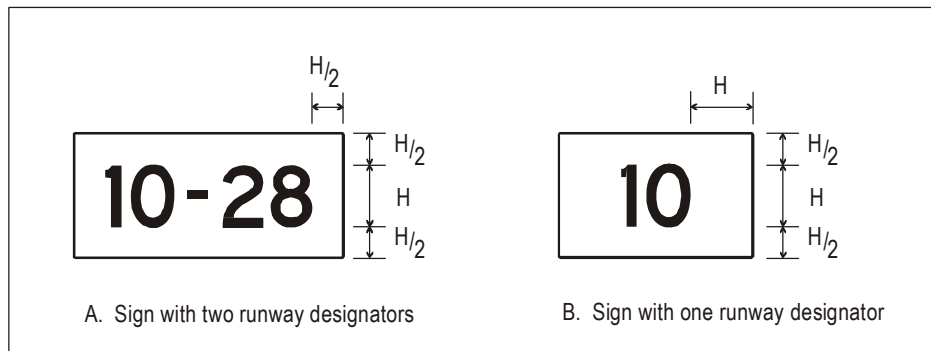 H/2
H
H/2
H
H/2
10-28
H/2
H
H/2
10
A. Sign with two runway designators
B. Sign with one runway designator